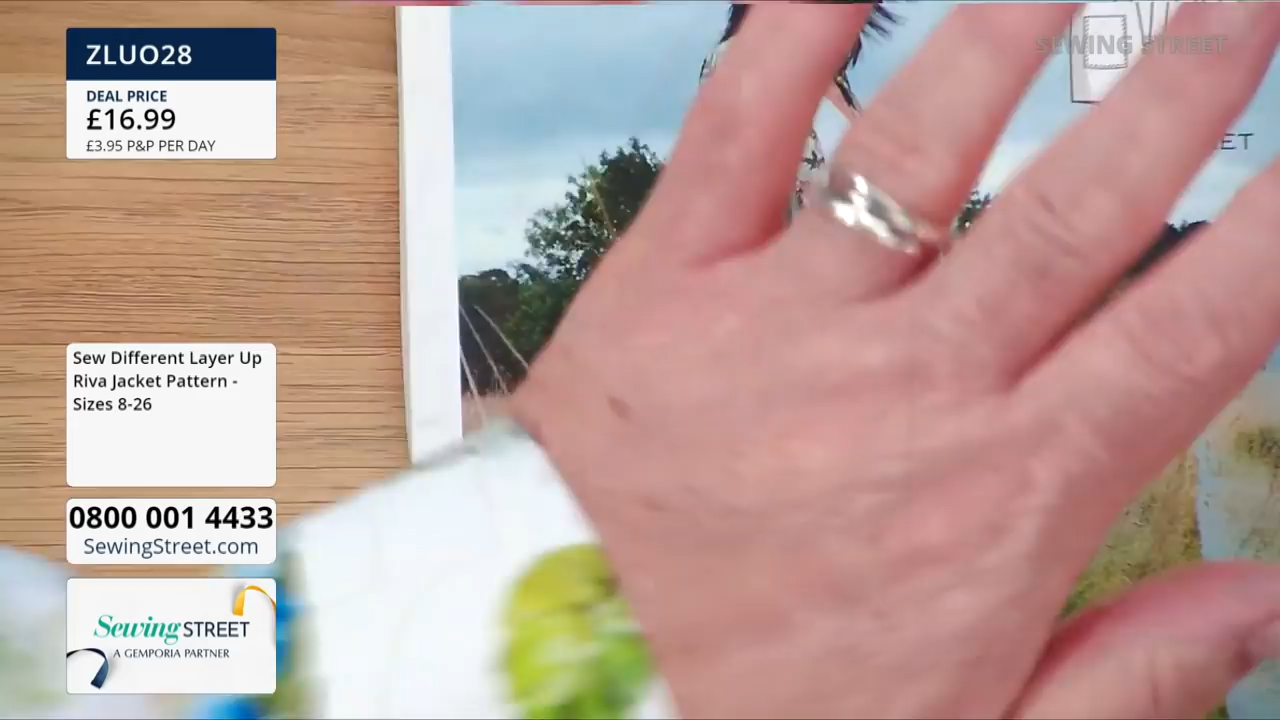 ZLUO28
DEAL PRICE
£16.99
£3.95 P&P PER DAY
Sew Different Layer Up
Riva Jacket Pattern -
Sizes 8-26
0800 001 4433
SewingStreet.com
Sewing STREET
A GEMPORIA PARTNER
SEWING STREET
ET